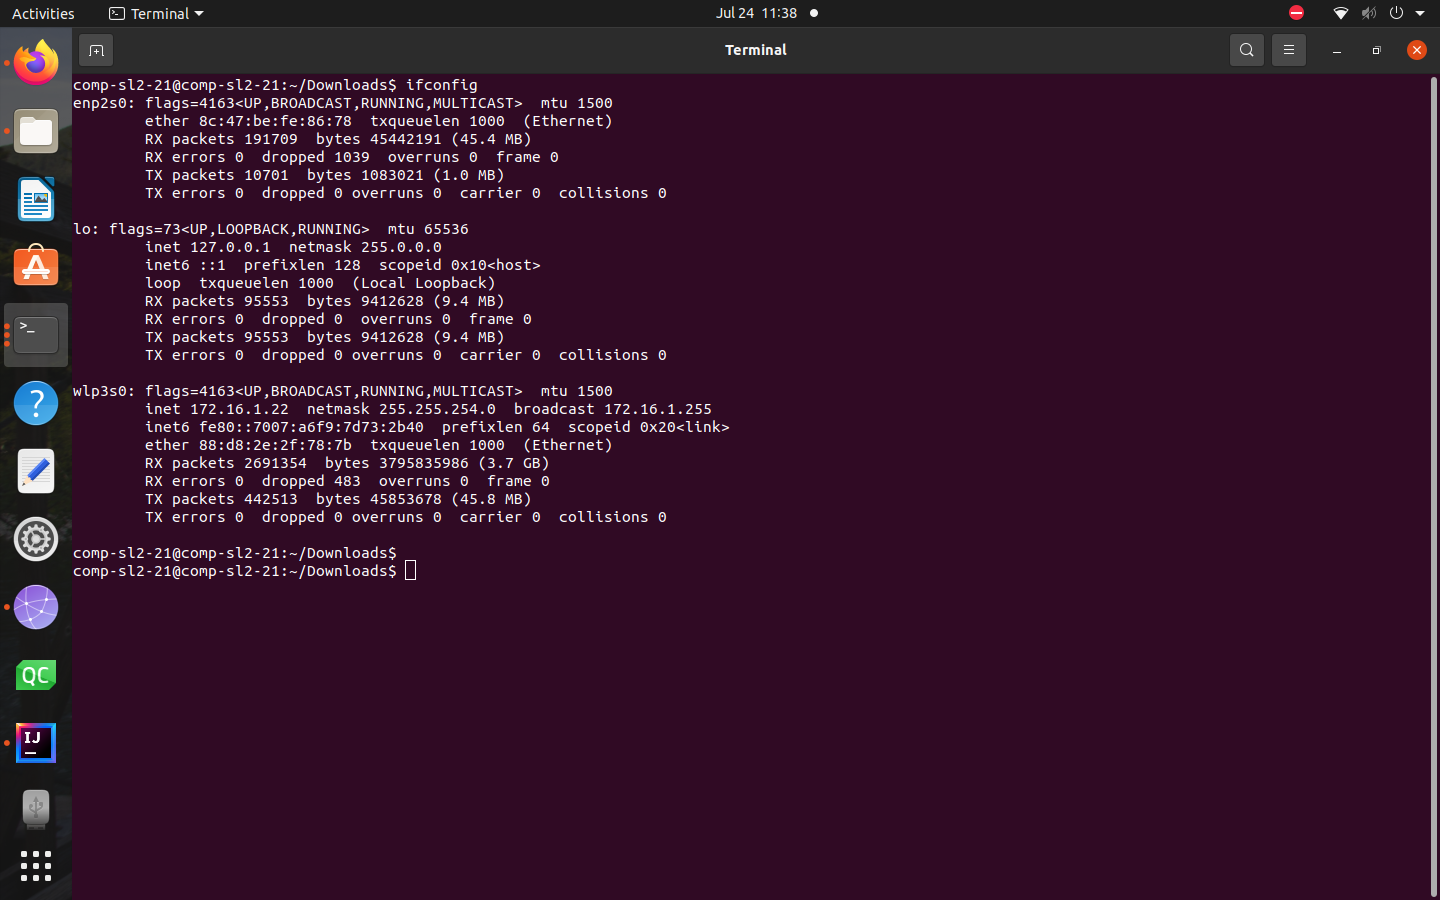 Activities
Terminal
Jul 24 11:38
Terminal
comp-sl2-21@comp-sl2-21:~/Downloads$ ifconfig
enp2s0: flags=4163<UP,BROADCAST,RUNNING,MULTICAST>  mtu 1500
        ether 8c:47:be:fe:86:78  txqueuelen 1000  (Ethernet)
        RX packets 191709  bytes 45442191 (45.4 MB)
        RX errors 0  dropped 1039  overruns 0  frame 0
        TX packets 10701  bytes 1083021 (1.0 MB)
        TX errors 0  dropped 0 overruns 0  carrier 0  collisions 0
lo: flags=73<UP,LOOPBACK,RUNNING>  mtu 65536
        inet 127.0.0.1  netmask 255.0.0.0
        inet6 ::1  prefixlen 128  scopeid 0x10<host>
        loop  txqueuelen 1000  (Local Loopback)
        RX packets 95553  bytes 9412628 (9.4 MB)
        RX errors 0  dropped 0  overruns 0  frame 0
        TX packets 95553  bytes 9412628 (9.4 MB)
        TX errors 0  dropped 0 overruns 0  carrier 0  collisions 0
wlp3s0: flags=4163<UP,BROADCAST,RUNNING,MULTICAST>  mtu 1500
        inet 172.16.1.22  netmask 255.255.254.0  broadcast 172.16.1.255
        inet6 fe80::7007:a6f9:7d73:2b40  prefixlen 64  scopeid 0x20<link>
        ether 88:d8:2e:2f:78:7b  txqueuelen 1000  (Ethernet)
        RX packets 2691354  bytes 3795835986 (3.7 GB)
        RX errors 0  dropped 483  overruns 0  frame 0
        TX packets 442513  bytes 45853678 (45.8 MB)
        TX errors 0  dropped 0 overruns 0  carrier 0  collisions 0
comp-sl2-21@comp-sl2-21:~/Downloads$
comp-sl2-21@comp-sl2-21:~/Downloads$
>_
?
QC
IJ